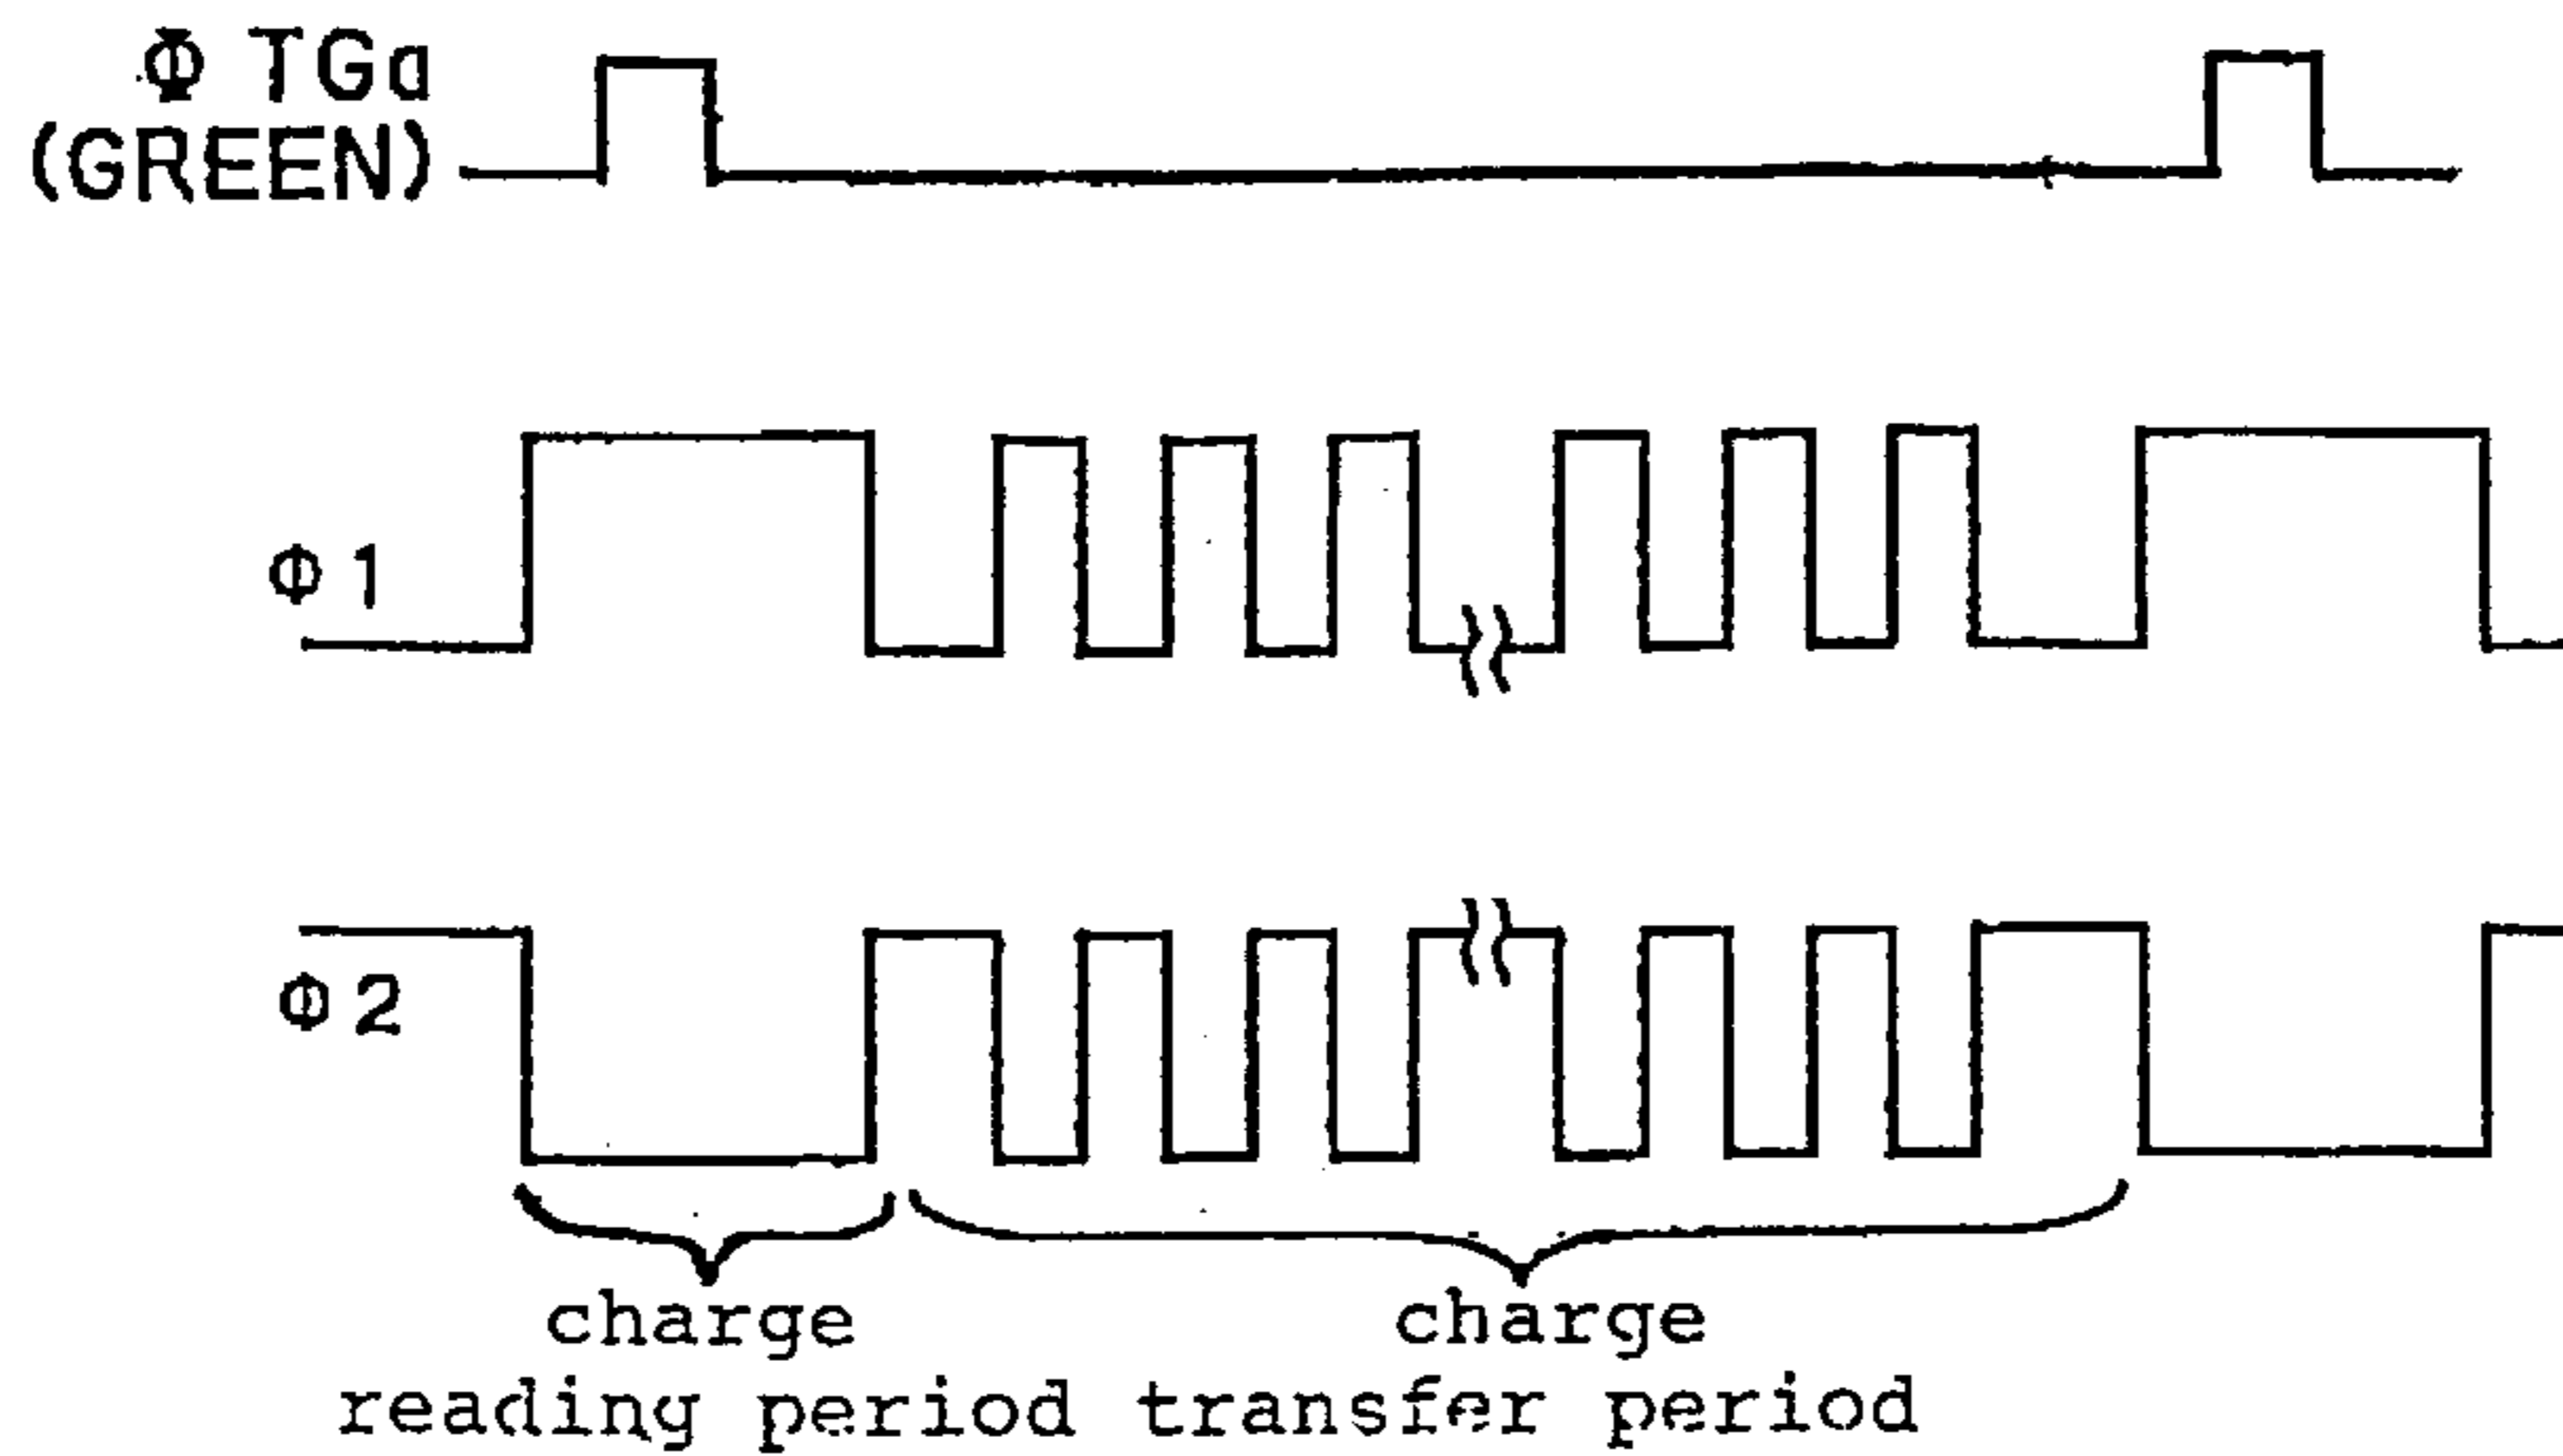 Φ TGa
(GREEN)
Φ1
Φ2
charge
reading period
charge
transfer period